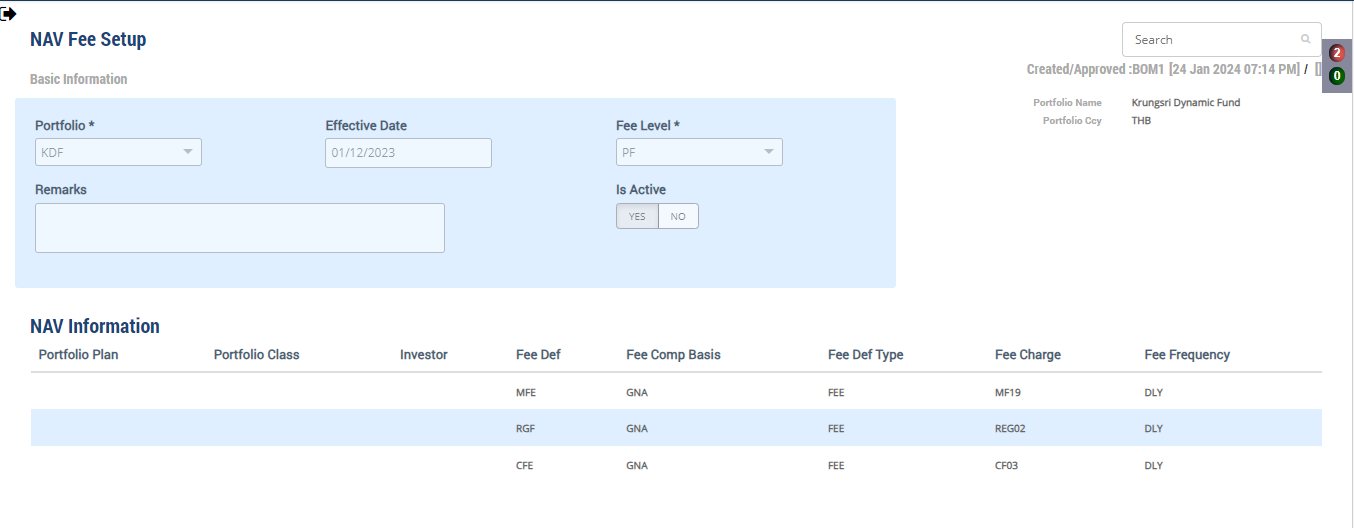 NAV Fee Setup
Search
2
Basic Information
Created/Approved :BOM1 [24 Jan 2024 07:14 PM] / []
0
Portfolio Name Krungsri Dynamic Fund
Portfolio Ccy THB
Portfolio * Effective Date Fee Level *
KDF 01/12/2023 PF
Remarks Is Active
YES NO
NAV Information
Portfolio Plan Portfolio Class Investor Fee Def Fee Comp Basis Fee Def Type Fee Charge Fee Frequency
MFE GNA FEE MF19 DLY
RGF GNA FEE REG02 DLY
CFE GNA FEE CF03 DLY